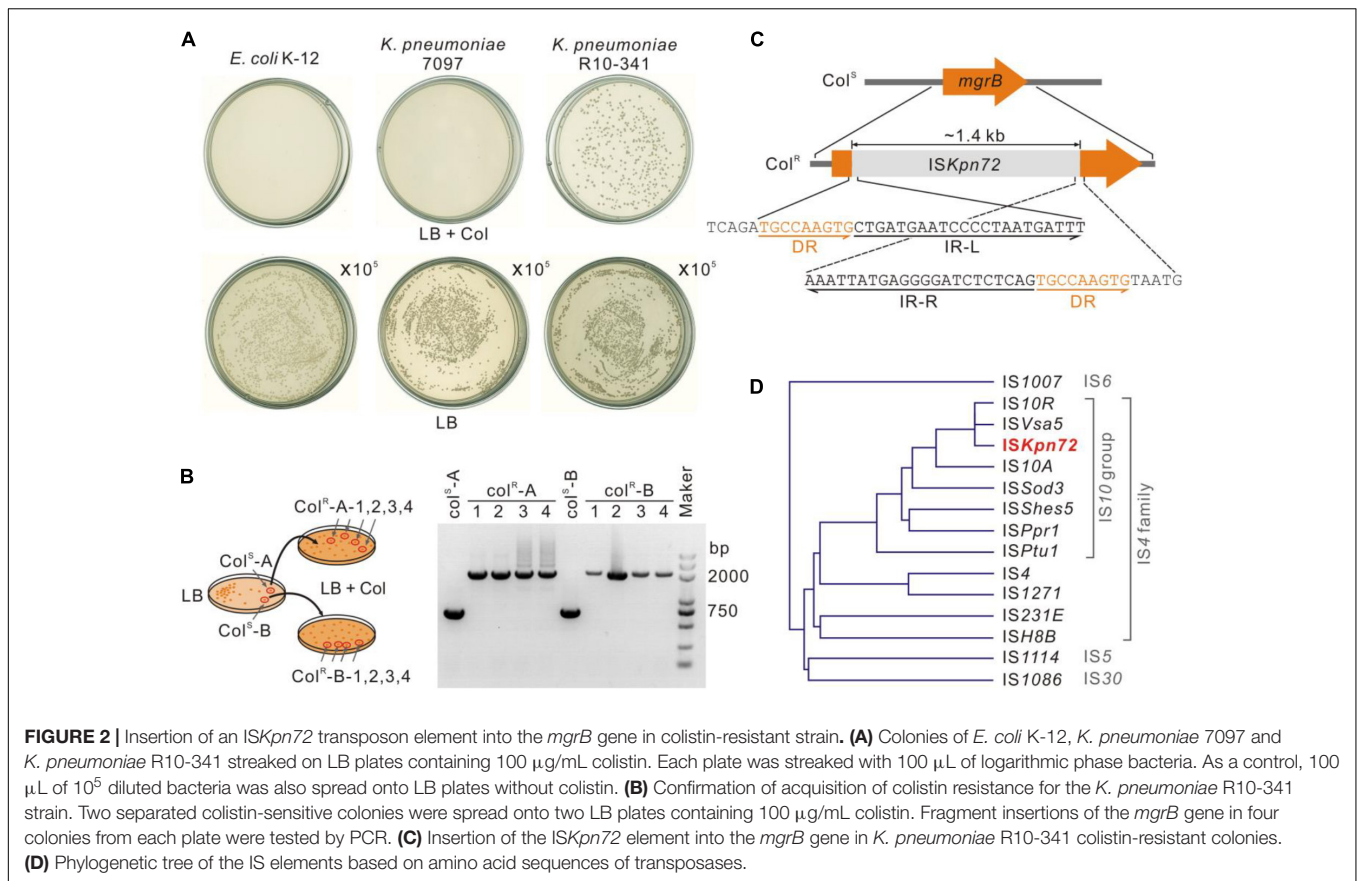 A
E. coli K-12
K. pneumoniae
7097
K. pneumoniae
R10-341
LB + Col
X10⁵
X10⁵
X10⁵
LB
B
Colᴿ-A-1,2,3,4
Colˢ-A
LB
LB + Col
Colˢ-B
Colᴿ-B-1,2,3,4
colˢ-A
colᴿ-A
1 2 3 4
colˢ-B
colᴿ-B
1 2 3 4
Maker
bp
2000
750
C
Colˢ
mgrB
~1.4 kb
Colᴿ
ISKpn72
TCAGATGCCAAGTGCTGATGAATCCCCTAATGATTT
DR
IR-L
AAATTATGAGGGGATCTCTCAGTGCCAAGTGTAATG
IR-R
DR
D
IS1007 IS6
IS10R
ISVsa5
ISKpn72
IS10A
ISSod3
ISShes5
ISPpr1
ISPtu1
IS10 group
IS4
IS1271
IS231E
ISH8B
IS4 family
IS1114 IS5
IS1086 IS30
FIGURE 2 | Insertion of an ISKpn72 transposon element into the mgrB gene in colistin-resistant strain. (A) Colonies of E. coli K-12, K. pneumoniae 7097 and
K. pneumoniae R10-341 streaked on LB plates containing 100 μg/mL colistin. Each plate was streaked with 100 μL of logarithmic phase bacteria. As a control, 100
μL of 10⁵ diluted bacteria was also spread onto LB plates without colistin. (B) Confirmation of acquisition of colistin resistance for the K. pneumoniae R10-341
strain. Two separated colistin-sensitive colonies were spread onto two LB plates containing 100 μg/mL colistin. Fragment insertions of the mgrB gene in four
colonies from each plate were tested by PCR. (C) Insertion of the ISKpn72 element into the mgrB gene in K. pneumoniae R10-341 colistin-resistant colonies.
(D) Phylogenetic tree of the IS elements based on amino acid sequences of transposases.